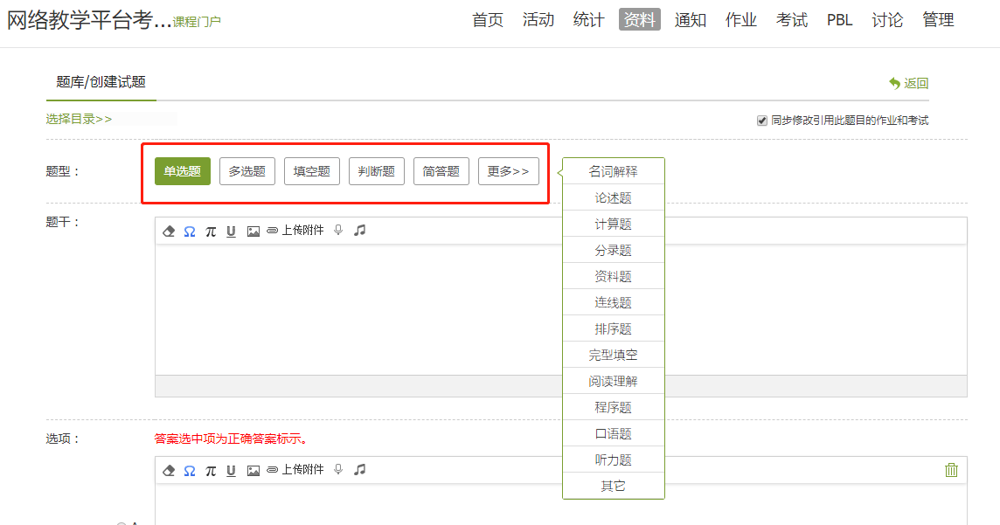 网络教学平台考...课程门户 首页 活动 统计 资料 通知 作业 考试 PBL 讨论 管理
题库/创建试题 返回
选择目录>> 同步修改引用此题目的作业和考试
题型： 单选题 多选题 填空题 判断题 简答题 更多>>
名词解释
论述题
计算题
分录题
资料题
连线题
排序题
完型填空
阅读理解
程序题
口语题
听力题
其它
题干：
Ω π U 上传附件
选项： 答案选中项为正确答案标示。
Ω π U 上传附件